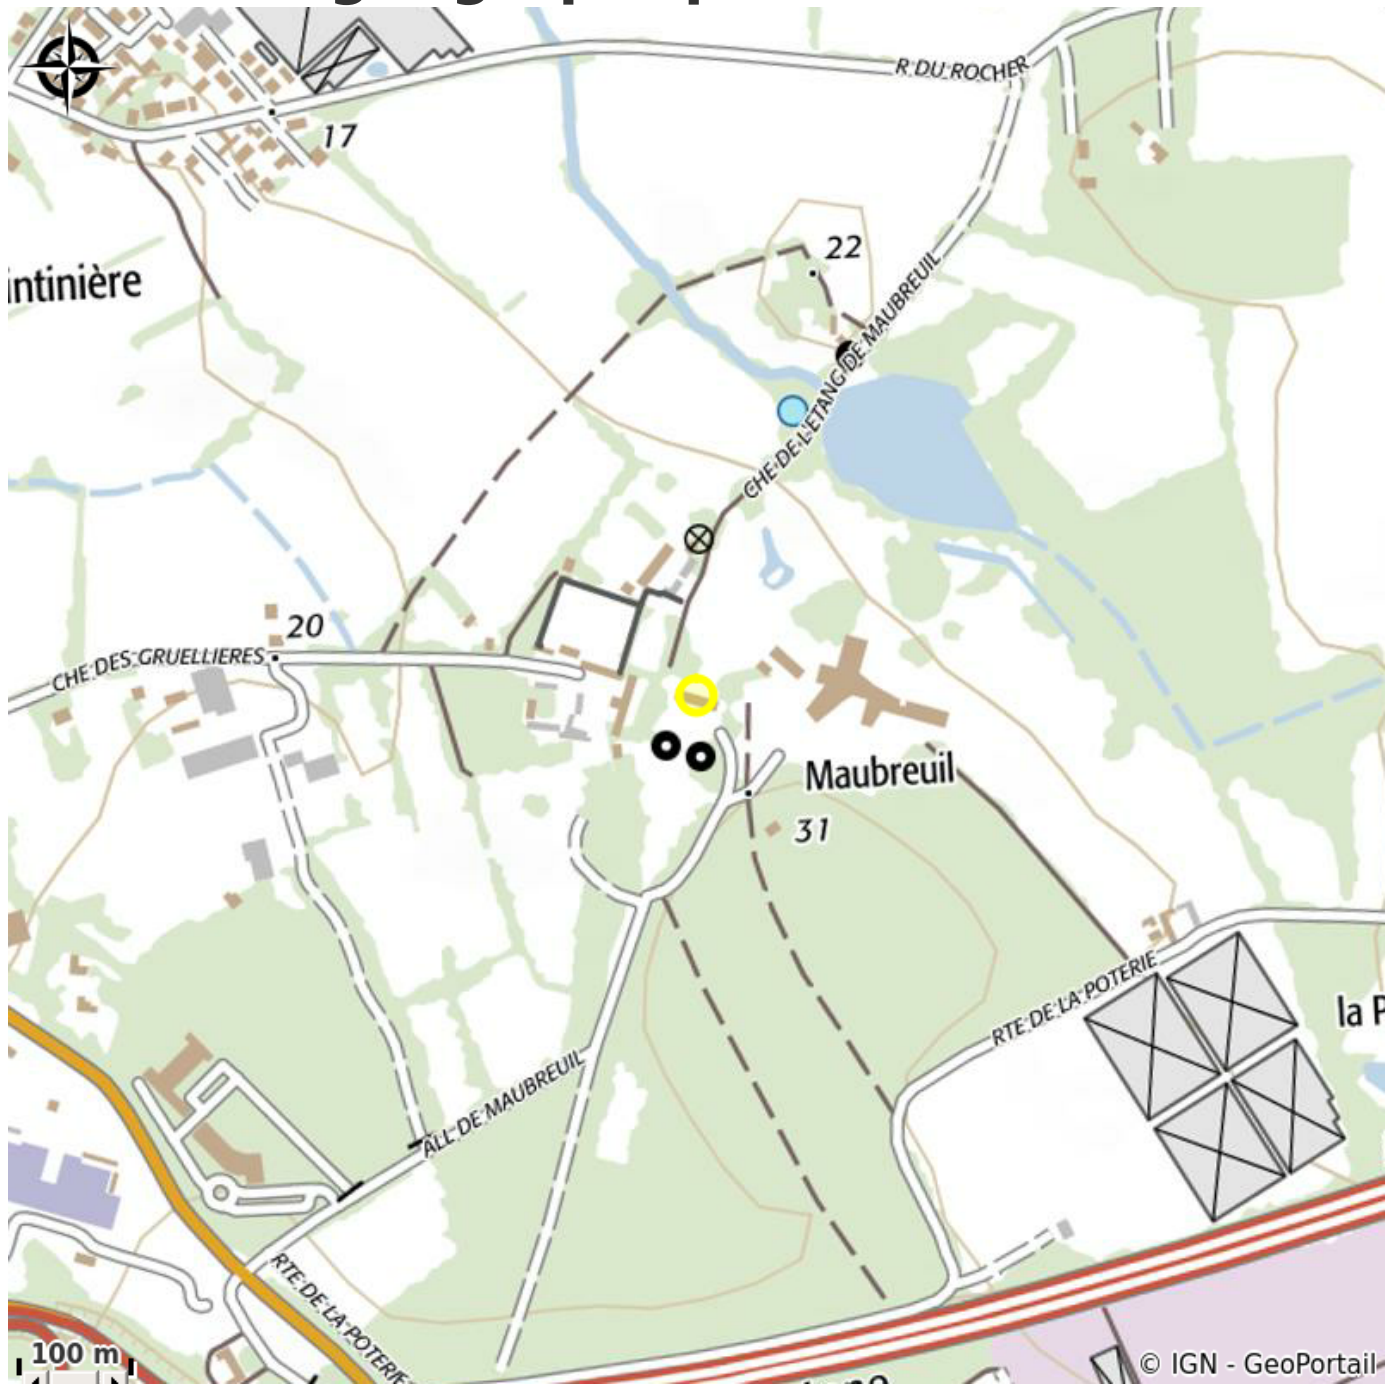 R DU ROCHER
17
22
intinière
CHE DE L'ETANG DE MAUBREUIL
20
CHE DES GRUELLIERES
Maubreuil
31
RTE DE LA POTERIE
la P
ALL DE MAUBREUIL
RTE DE LA POTERIE
100 m
© IGN - GeoPortail